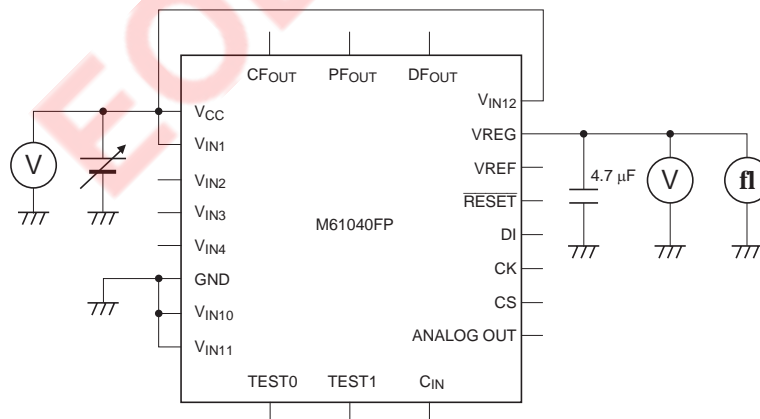 EOL
CFOUT PFOUT DFOUT
VCC
VIN1
VIN2
VIN3
VIN4
GND
VIN10
VIN11
M61040FP
VIN12
VREG
VREF
RESET
DI
CK
CS
ANALOG OUT
TEST0 TEST1 CIN
V
4.7 µF
V
fl